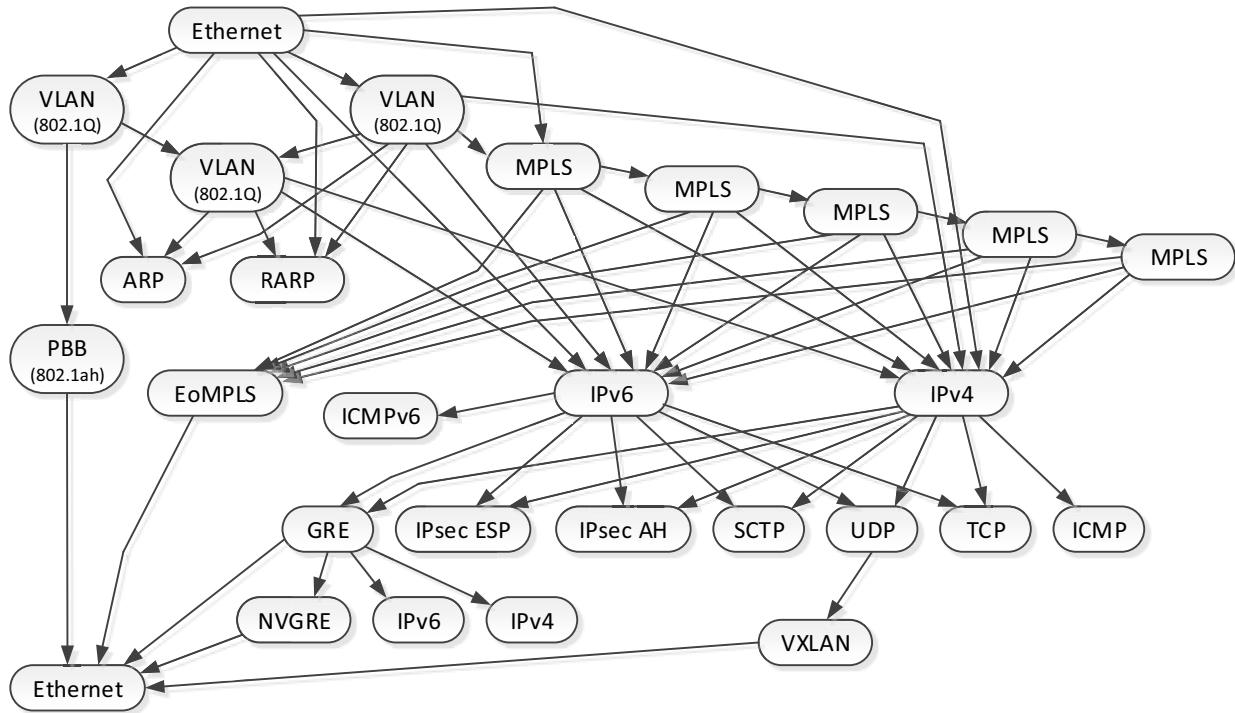 Ethernet
VLAN
(802.1Q)
VLAN
(802.1Q)
VLAN
(802.1Q)
MPLS
MPLS
MPLS
MPLS
MPLS
ARP
RARP
PBB
(802.1ah)
EoMPLS
ICMPv6
IPv6
IPv4
GRE
IPsec ESP
IPsec AH
SCTP
UDP
TCP
ICMP
NVGRE
IPv6
IPv4
VXLAN
Ethernet